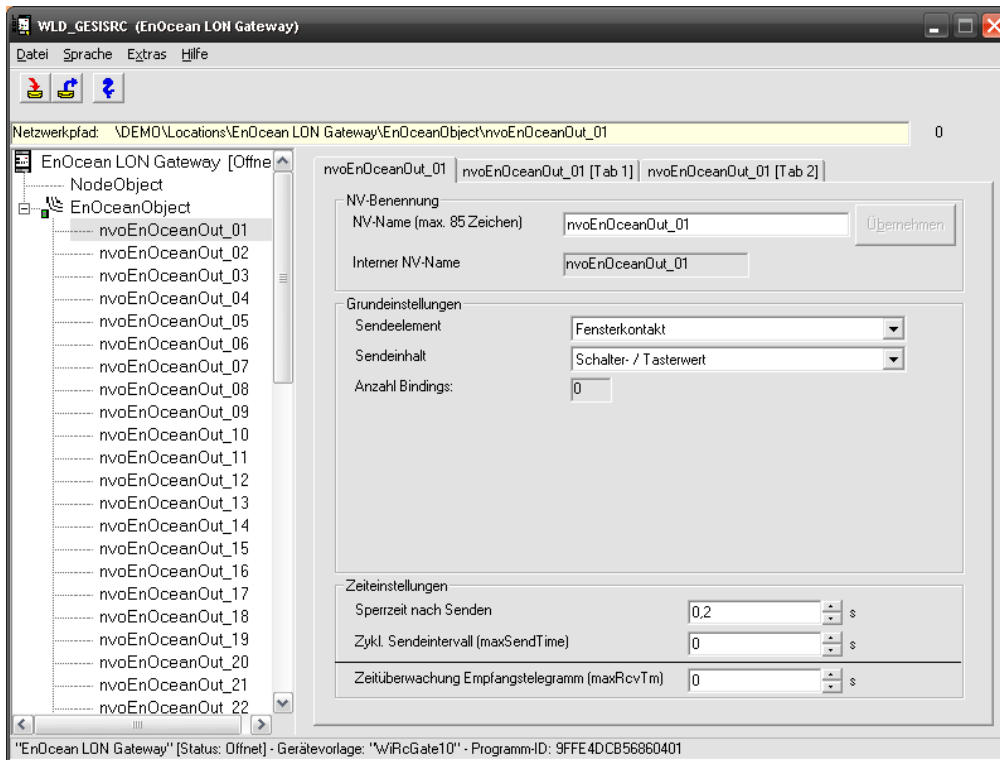 WLD_GESISRC (EnOcean LON Gateway)
Datei Sprache Extras Hilfe
Netzwerkpfad: \DEMO\Locations\EnOcean LON Gateway\EnOceanObject\nvoEnOceanOut_01 0
EnOcean LON Gateway [Offne
NodeObject
EnOceanObject
nvoEnOceanOut_01
nvoEnOceanOut_02
nvoEnOceanOut_03
nvoEnOceanOut_04
nvoEnOceanOut_05
nvoEnOceanOut_06
nvoEnOceanOut_07
nvoEnOceanOut_08
nvoEnOceanOut_09
nvoEnOceanOut_10
nvoEnOceanOut_11
nvoEnOceanOut_12
nvoEnOceanOut_13
nvoEnOceanOut_14
nvoEnOceanOut_15
nvoEnOceanOut_16
nvoEnOceanOut_17
nvoEnOceanOut_18
nvoEnOceanOut_19
nvoEnOceanOut_20
nvoEnOceanOut_21
nvoEnOceanOut_22
nvoEnOceanOut_01 nvoEnOceanOut_01 [Tab 1] nvoEnOceanOut_01 [Tab 2]
NV-Benennung
NV-Name (max. 85 Zeichen) nvoEnOceanOut_01 Übernehmen
Interner NV-Name nvoEnOceanOut_01
Grundeinstellungen
Sendeelement Fensterkontakt
Sendeinhalt Schalter- / Tasterwert
Anzahl Bindings: 0
Zeiteinstellungen
Sperrzeit nach Senden 0,2 s
Zykl. Sendeintervall (maxSendTime) 0 s
Zeitüberwachung Empfangstelegramm (maxRcvTm) 0 s
"EnOcean LON Gateway" [Status: Offnet] - Gerätevorlage: "WiRcGate10" - Programm-ID: 9FFE4DCB56860401